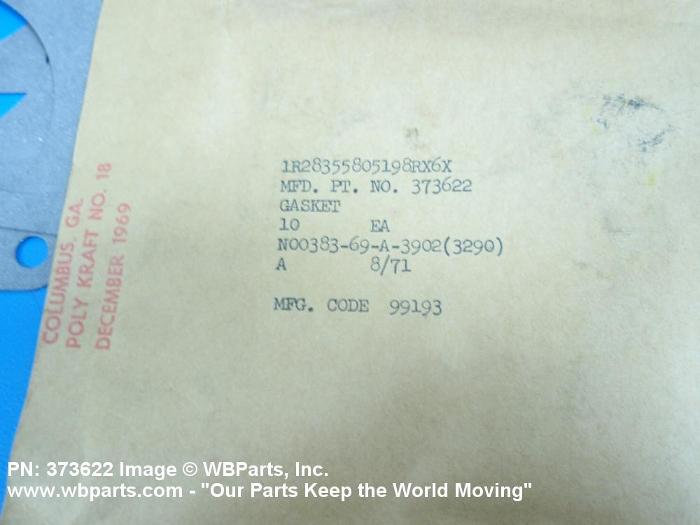 1R28355805198RX6X
MFD. PT. NO. 373622
GASKET
10 EA
N00383-69-A-3902(3290)
A 8/71
MFG. CODE 99193
COLUMBUS, GA.
POLY KRAFT NO. 18
DECEMBER 1969
PN: 373622 Image © WBParts, Inc.
www.wbparts.com - "Our Parts Keep the World Moving"